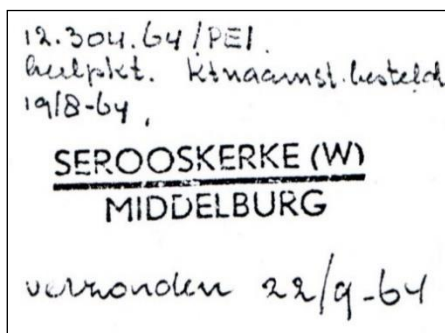 12.304.64/PEI.
hulpkt. Ktnaamst. besteld
19/8-64,
SEROOSKERKE (W)
MIDDELBURG
verzonden 22/9-64